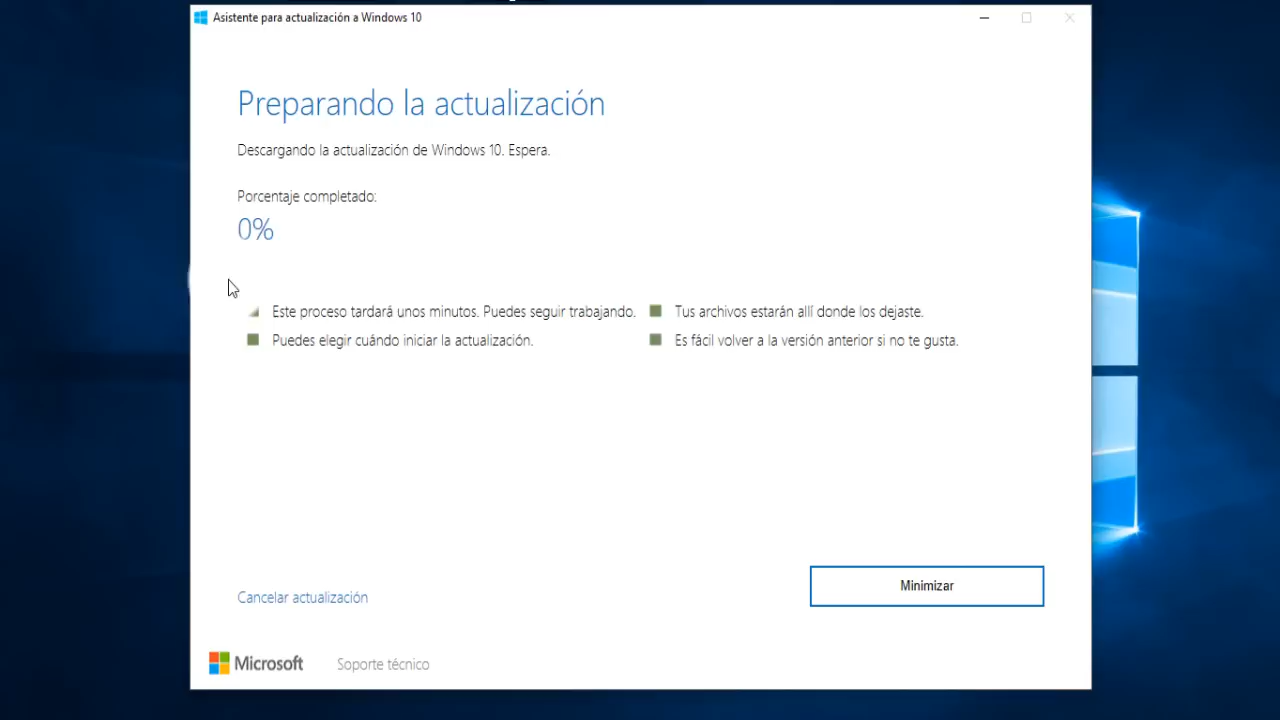 Asistente para actualización a Windows 10
Preparando la actualización
Descargando la actualización de Windows 10. Espera.
Porcentaje completado:
0%
Este proceso tardará unos minutos. Puedes seguir trabajando.
Tus archivos estarán allí donde los dejaste.
Puedes elegir cuándo iniciar la actualización.
Es fácil volver a la versión anterior si no te gusta.
Minimizar
Cancelar actualización
Microsoft
Soporte técnico